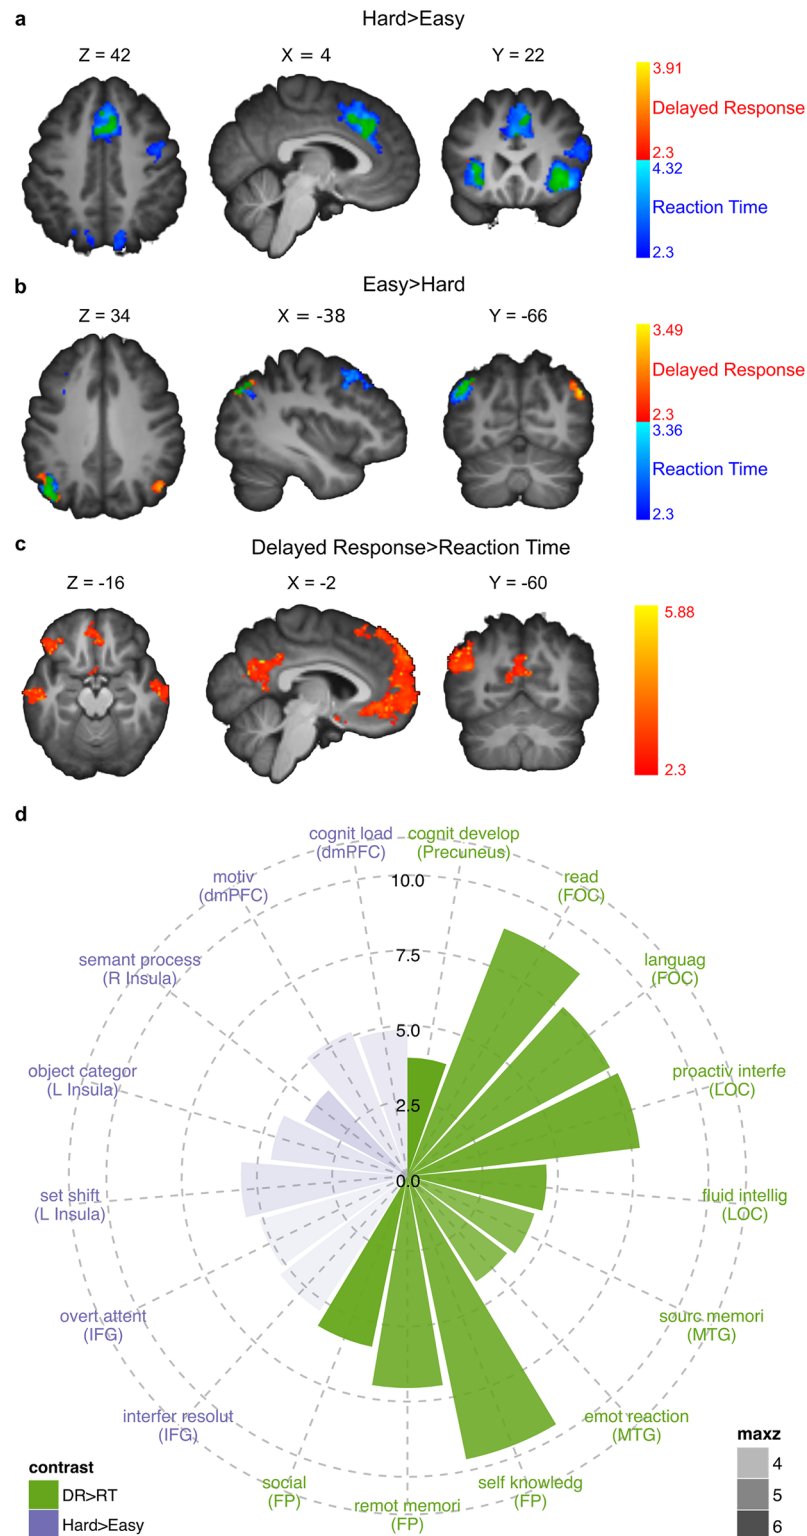 a
Hard>Easy
Z = 42
X = 4
Y = 22
3.91
Delayed Response
2.3
4.32
Reaction Time
2.3
b
Easy>Hard
Z = 34
X = -38
Y = -66
3.49
Delayed Response
2.3
3.36
Reaction Time
2.3
c
Delayed Response>Reaction Time
Z = -16
X = -2
Y = -60
5.88
2.3
d
cognit load
(dmPFC)
cognit develop
(Precuneus)
motiv
(dmPFC)
read
(FOC)
semant process
(R Insula)
languag
(FOC)
object categor
(L Insula)
proactiv interfe
(LOC)
set shift
(L Insula)
fluid intellig
(LOC)
overt attent
(IFG)
sourc memori
(MTG)
interfer resolut
(IFG)
emot reaction
(MTG)
social
(FP)
remot memori
(FP)
self knowledg
(FP)
10.0
7.5
5.0
2.5
0.0
contrast
DR>RT
Hard>Easy
maxz
4
5
6